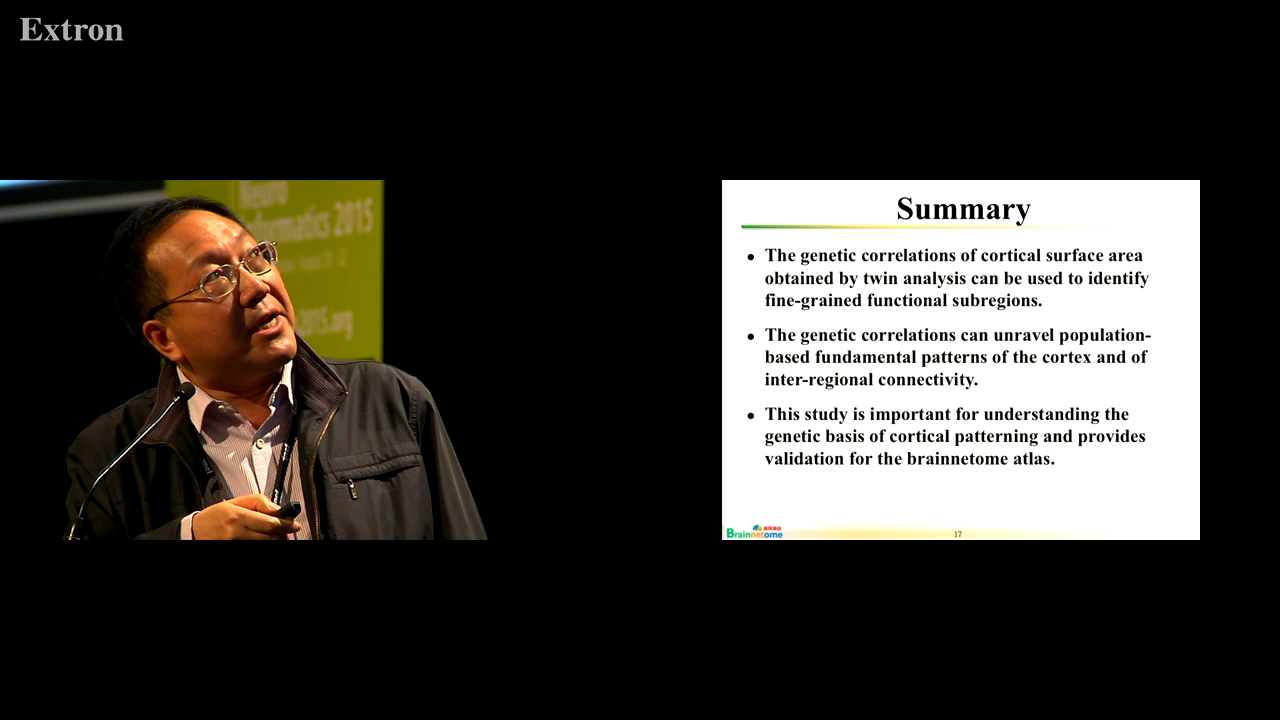 Extron
Neuro
informatics 2015
2015.org
Summary
• The genetic correlations of cortical surface area
obtained by twin analysis can be used to identify
fine-grained functional subregions.
• The genetic correlations can unravel population-
based fundamental patterns of the cortex and of
inter-regional connectivity.
• This study is important for understanding the
genetic basis of cortical patterning and provides
validation for the brainnetome atlas.
Brainnetome
17